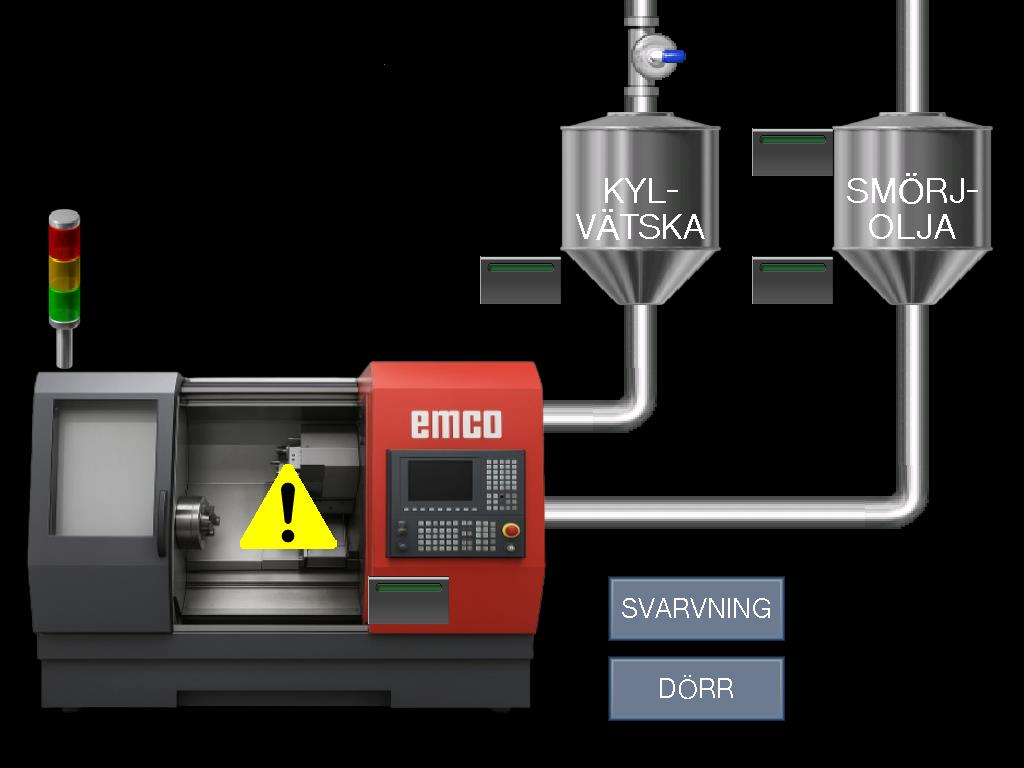 KYL-
VÄTSKA
SMÖRJ-
OLJA
emco
!
SVARVNING
DÖRR